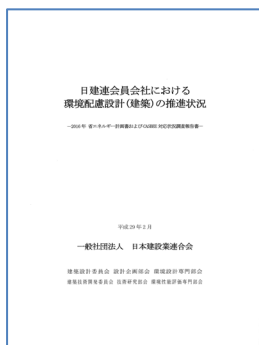 日建連会員会社における
環境配慮設計(建築)の推進状況
－2016年 省エネルギー計画書およびCASBEE対応状況調査報告書－
平成29年2月
一般社団法人　日本建設業連合会
建築設計委員会 設計企画部会 環境設計専門部会
建築技術開発委員会 技術研究部会 環境性能評価専門部会